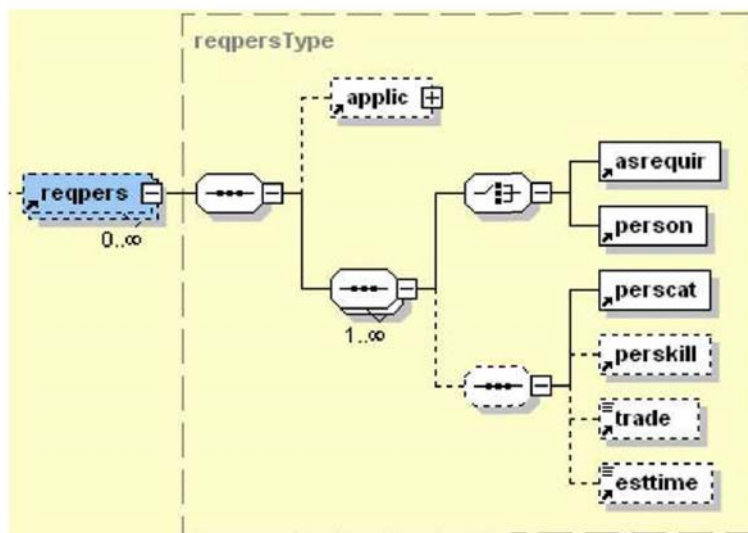 reqpersType
applic
reqpers
0..∞
1..∞
asrequir
person
perscat
perskill
trade
esttime